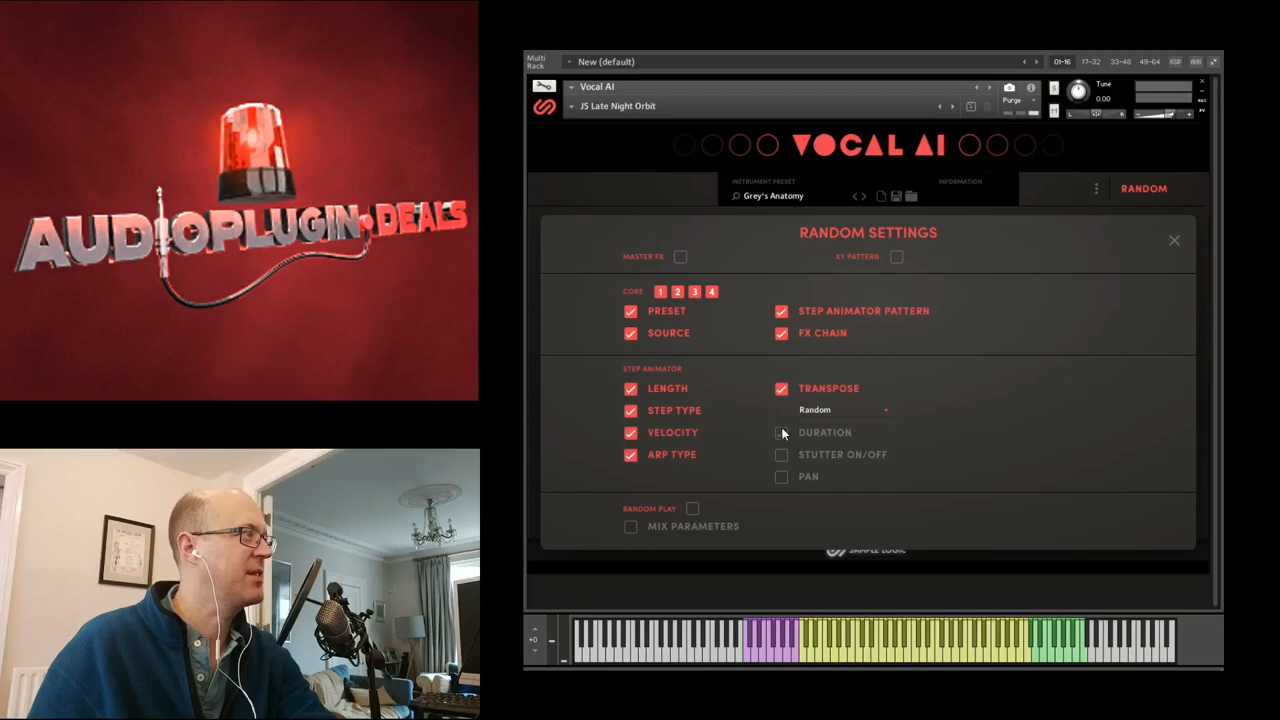 AUDIOPLUGIN•DEALS
Multi Rack
New (default)
01-16 17-32 33-48 49-64 KSP
Vocal AI
JS Late Night Orbit
Purge
S
M
Tune
0.00
L R
VOCAL AI
INSTRUMENT PRESET
INFORMATION
Grey's Anatomy
RANDOM
RANDOM SETTINGS
MASTER FX
XY PATTERN
CORE 1 2 3 4
PRESET
STEP ANIMATOR PATTERN
SOURCE
FX CHAIN
STEP ANIMATOR
LENGTH
TRANSPOSE
STEP TYPE
Random
VELOCITY
DURATION
ARP TYPE
STUTTER ON/OFF
PAN
RANDOM PLAY
MIX PARAMETERS
SAMPLE LOGIC
+0